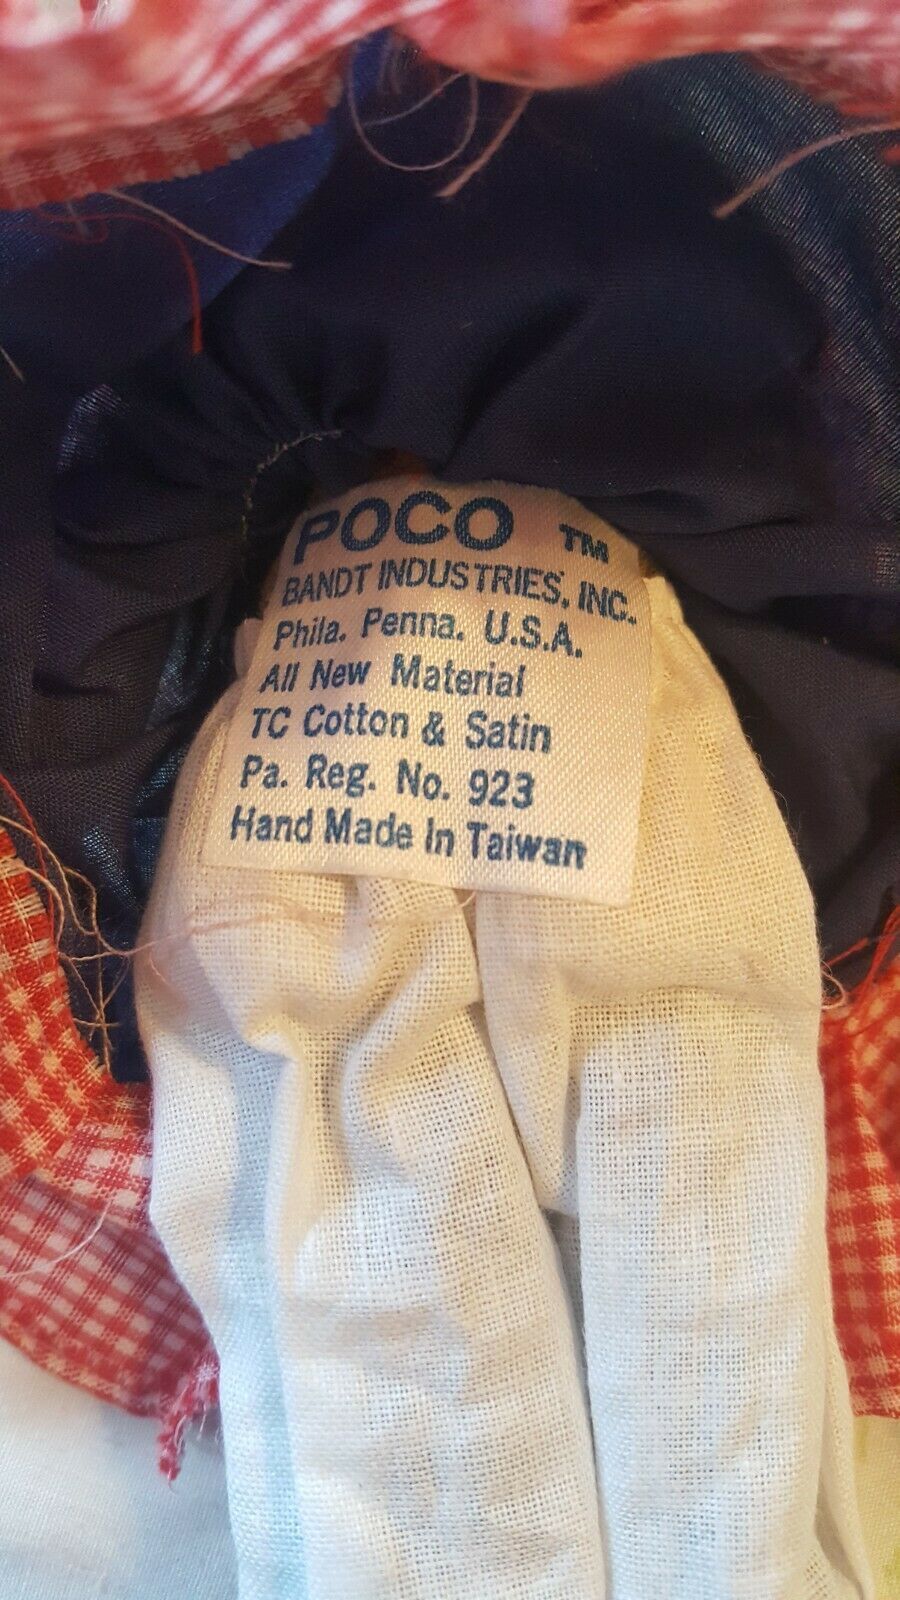 POCO TM
BANDT INDUSTRIES, INC.
Phila. Penna. U.S.A.
All New Material
TC Cotton & Satin
Pa. Reg. No. 923
Hand Made In Taiwan